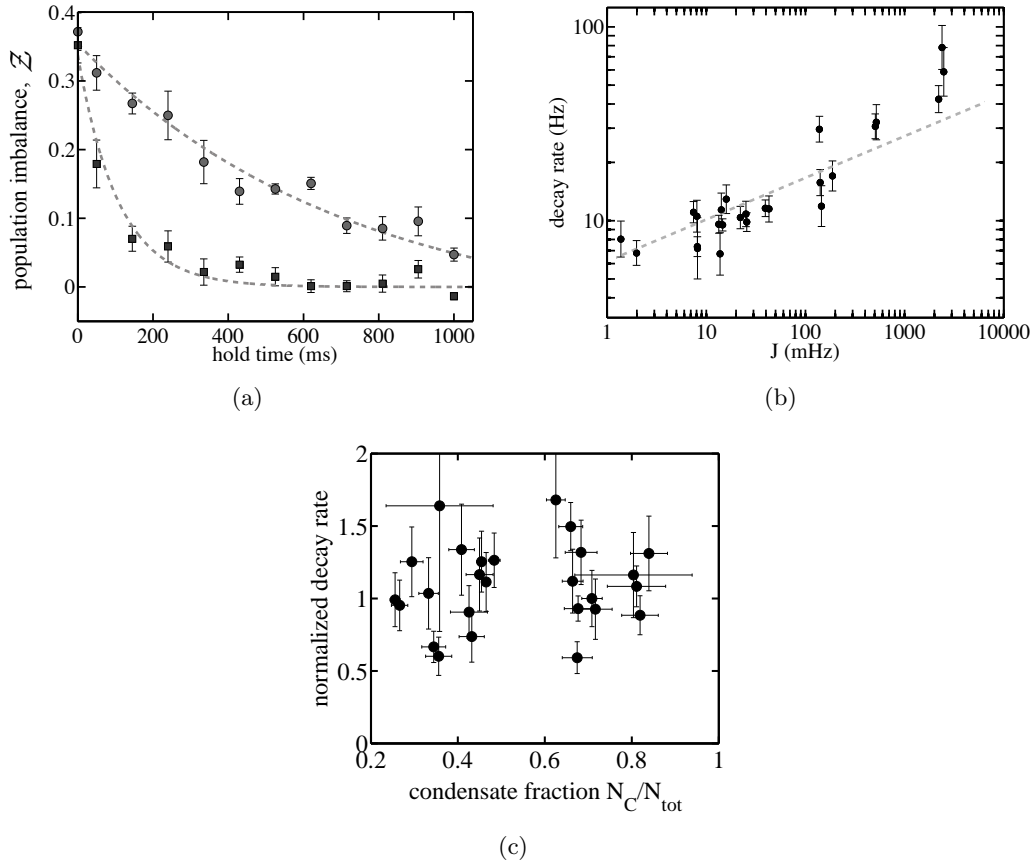 0.4
0.3
0.2
0.1
0
population imbalance, Z
0 200 400 600 800 1000
hold time (ms)
(a)
100
10
decay rate (Hz)
1 10 100 1000 10000
J (mHz)
(b)
2
1.5
1
0.5
0
normalized decay rate
0.2 0.4 0.6 0.8 1
condensate fraction N_C/N_tot
(c)